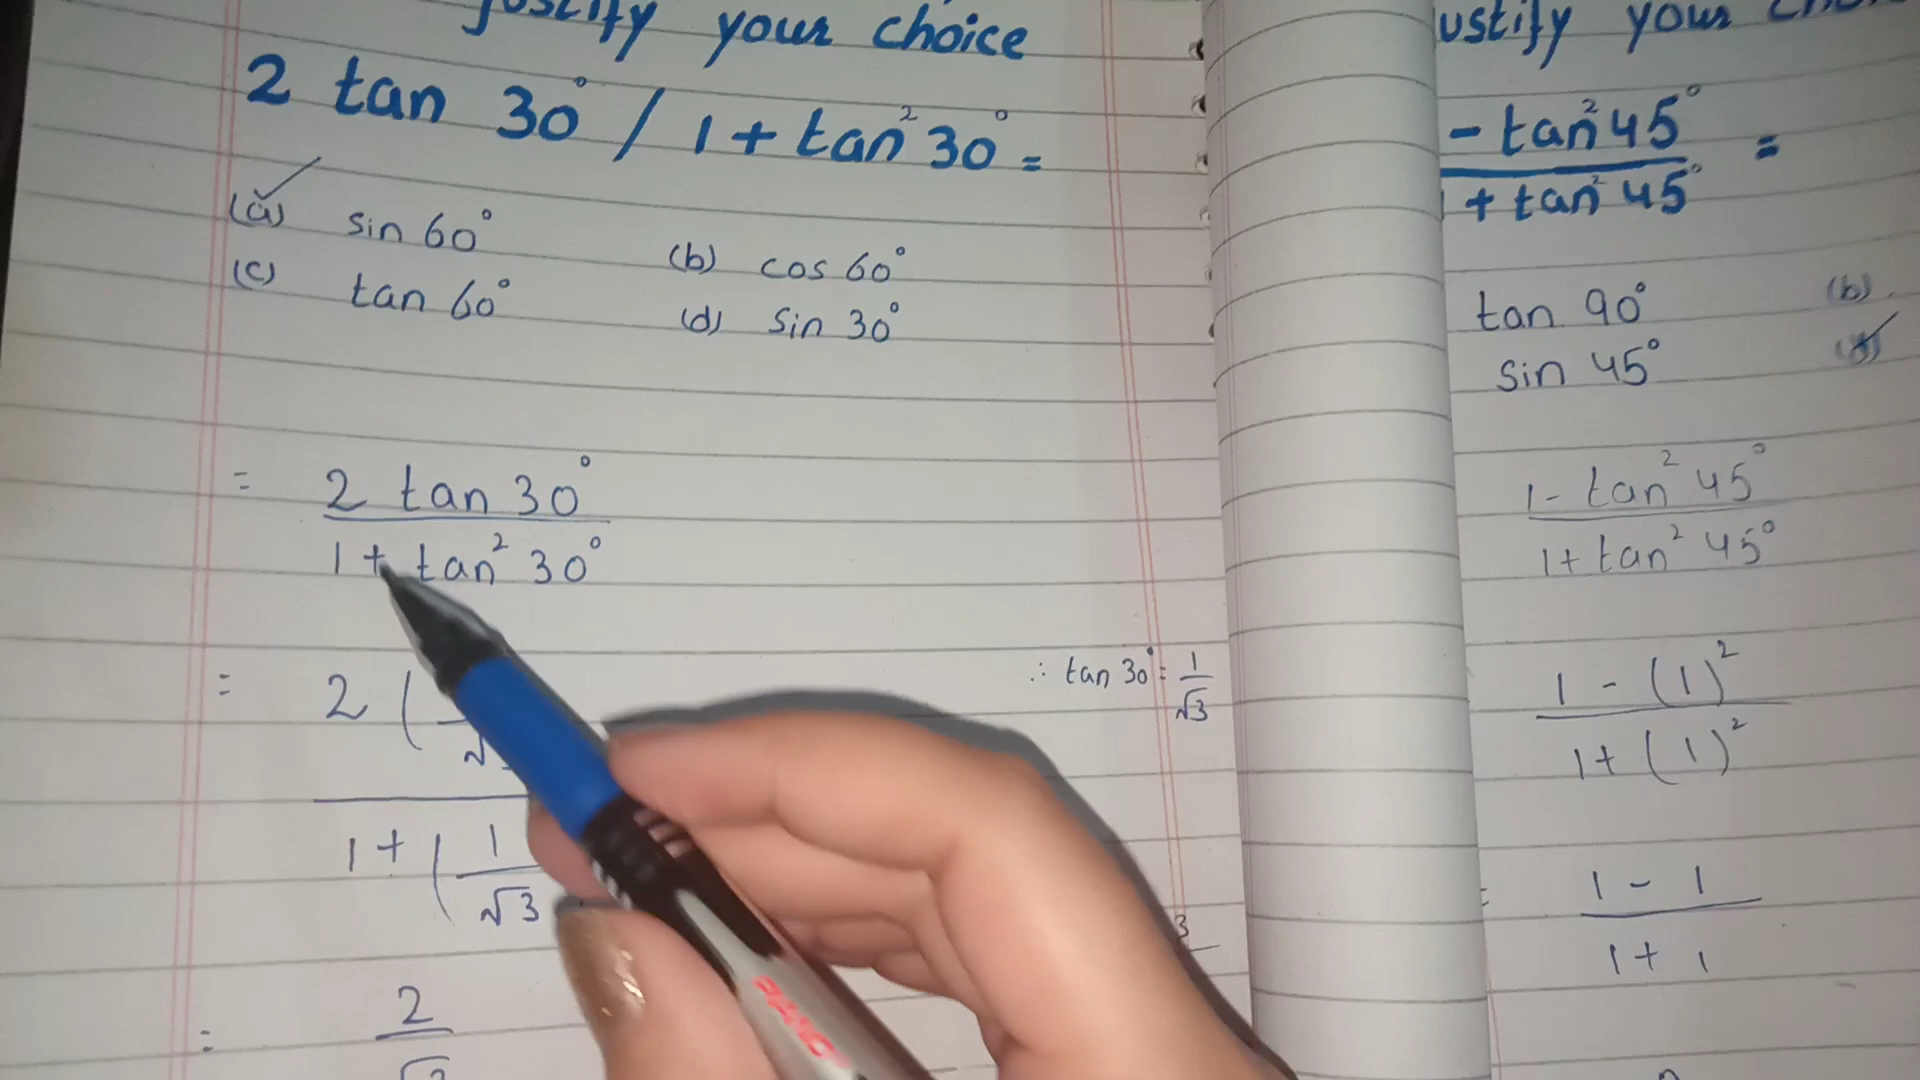 justify your choice
2 tan 30° / 1 + tan² 30° =
(a) sin 60° (b) cos 60°
(c) tan 60° (d) sin 30°
= 2 tan 30°
1 + tan² 30°
= 2 ( ∴ tan 30° = 1
√3
1 + ( 1
√3
3
= 2
ustify your
- tan² 45° =
1 + tan² 45°
tan 90° (b)
sin 45° (d)
1 - tan² 45°
1 + tan² 45°
1 - (1)²
1 + (1)²
= 1 - 1
1 + 1